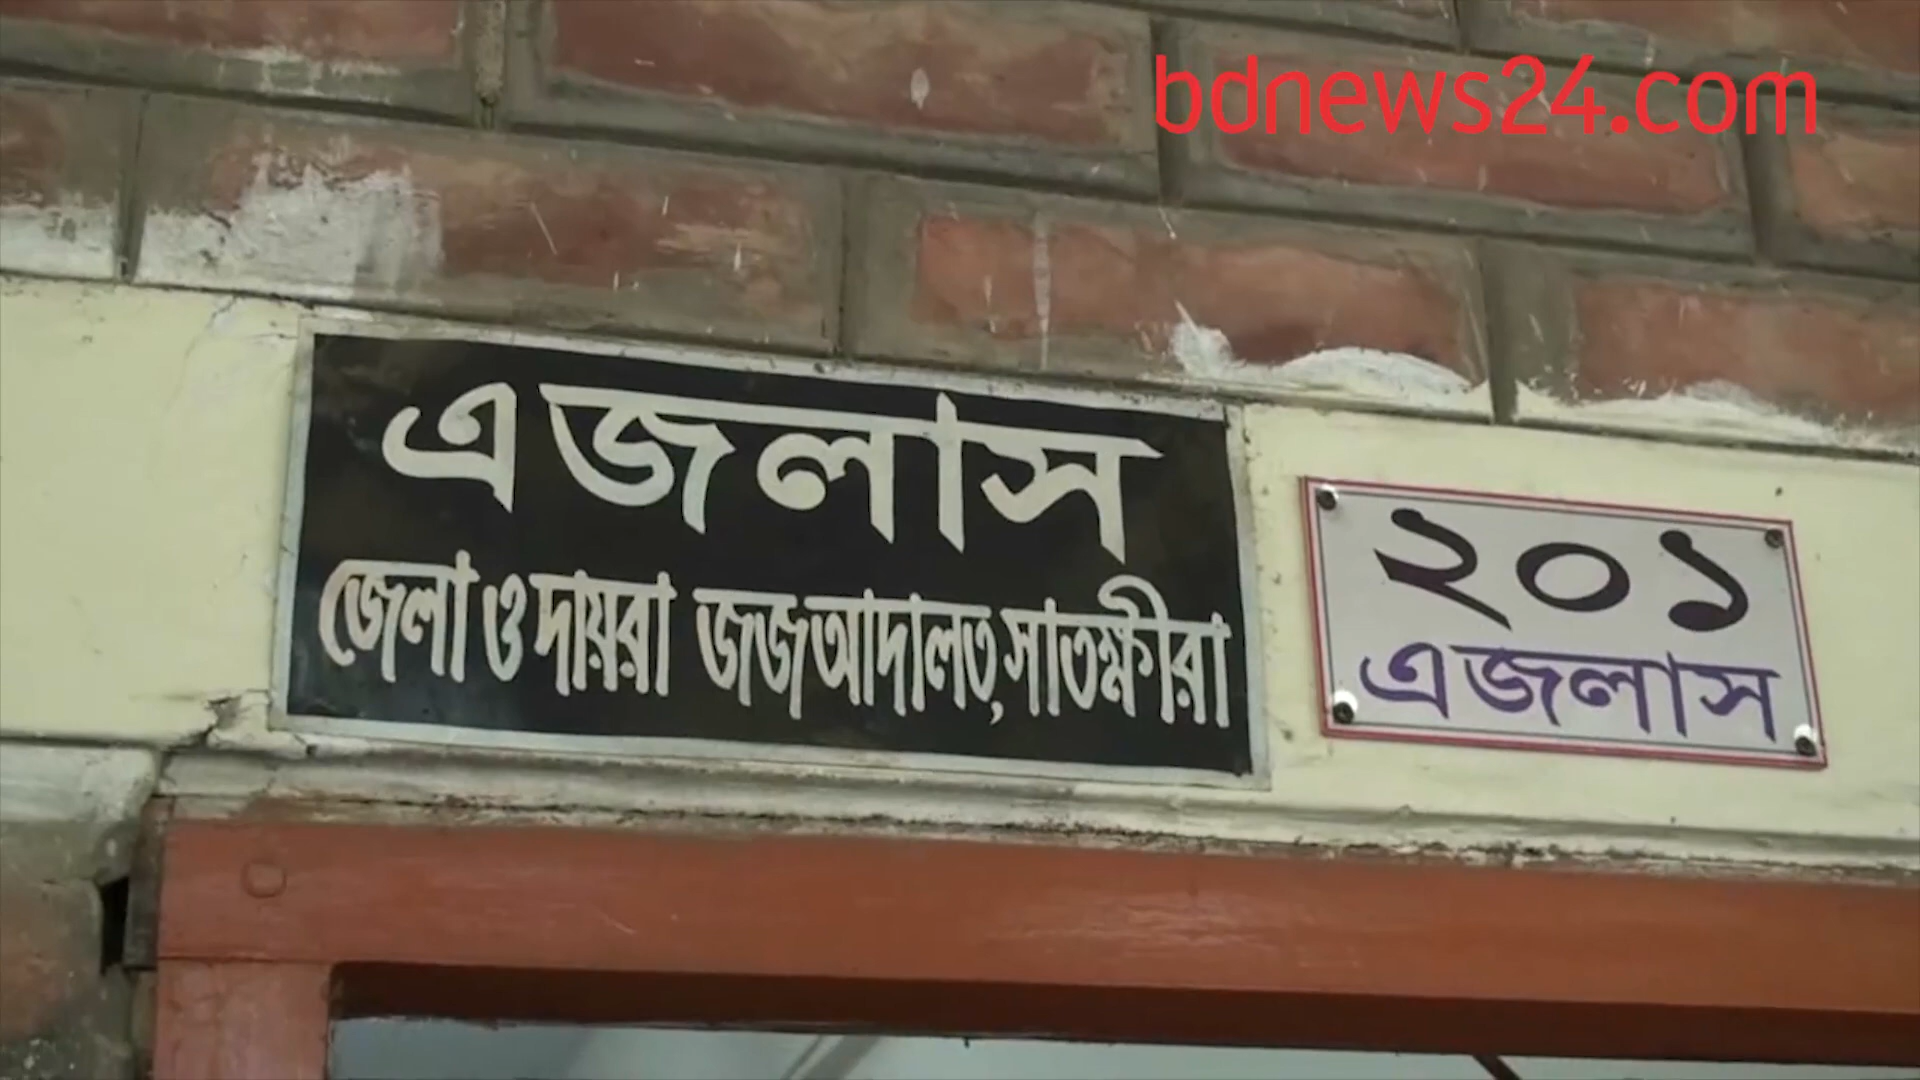 bdnews24.com
এজলাস
জেলা ও দায়রা জজ আদালত, সাতক্ষীরা
২০১
এজলাস